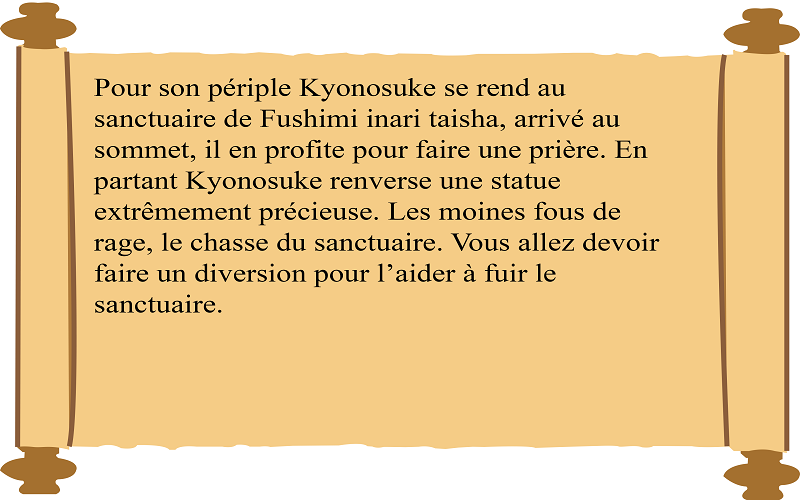 Pour son périple Kyonosuke se rend au
sanctuaire de Fushimi inari taisha, arrivé au
sommet, il en profite pour faire une prière. En
partant Kyonosuke renverse une statue
extrêmement précieuse. Les moines fous de
rage, le chasse du sanctuaire. Vous allez devoir
faire un diversion pour l’aider à fuir le
sanctuaire.